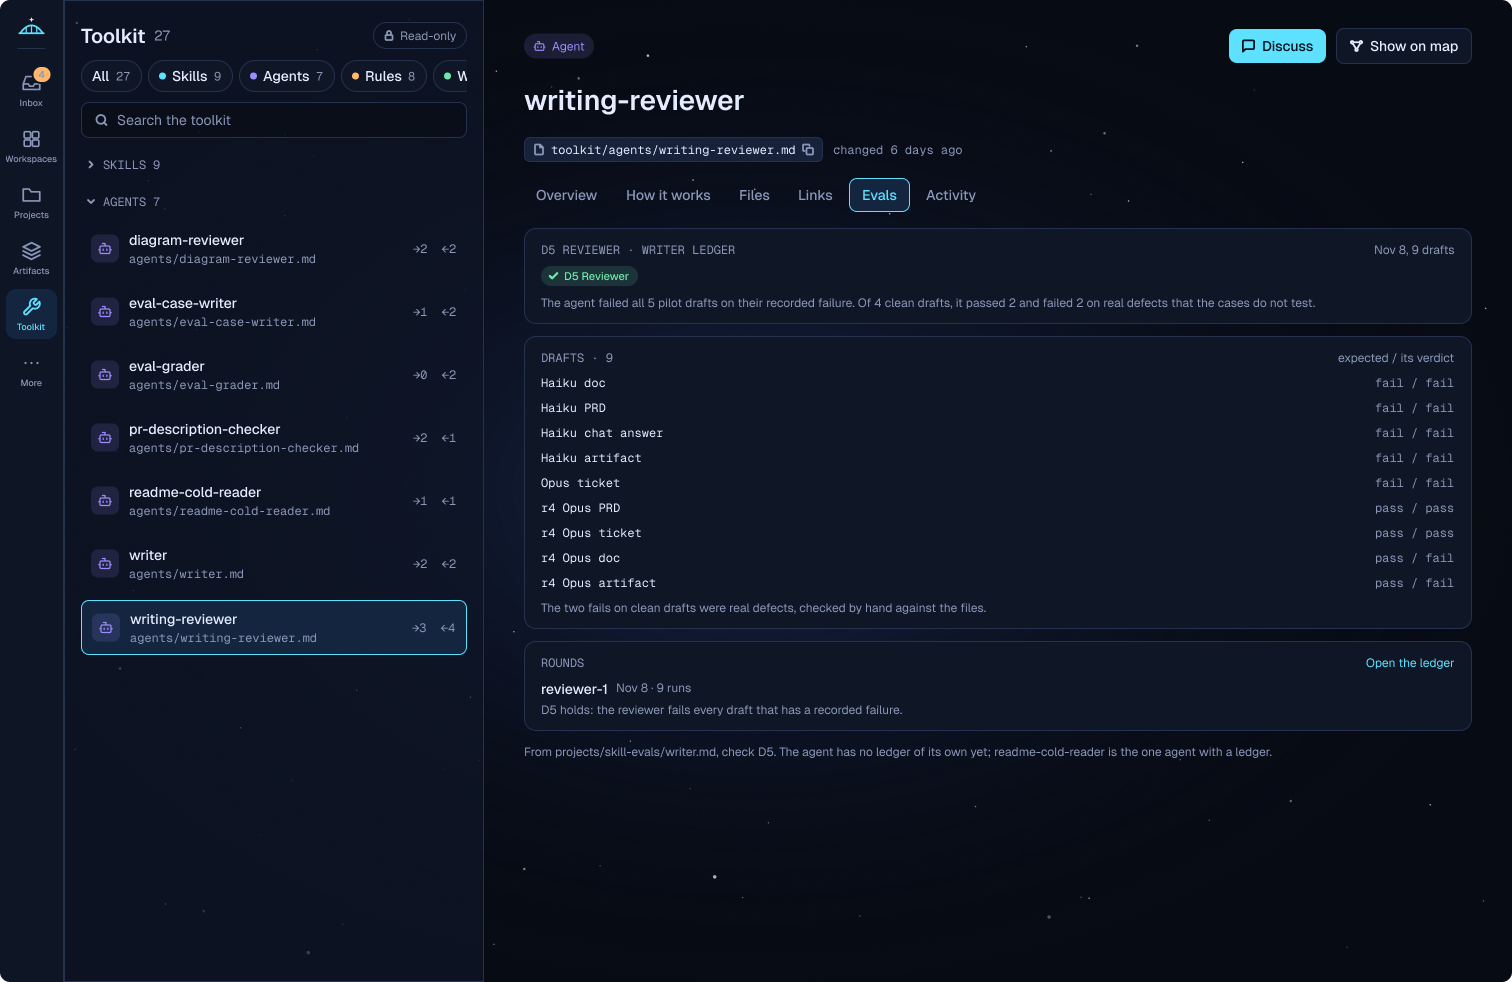 4
Inbox
Workspaces
Projects
Artifacts
Toolkit
More
Toolkit 27
Read-only
All 27
Skills 9
Agents 7
Rules 8
Search the toolkit
SKILLS 9
AGENTS 7
diagram-reviewer
agents/diagram-reviewer.md
→2 ←2
eval-case-writer
agents/eval-case-writer.md
→1 ←2
eval-grader
agents/eval-grader.md
→0 ←2
pr-description-checker
agents/pr-description-checker.md
→2 ←1
readme-cold-reader
agents/readme-cold-reader.md
→1 ←1
writer
agents/writer.md
→2 ←2
writing-reviewer
agents/writing-reviewer.md
→3 ←4
Agent
Discuss
Show on map
writing-reviewer
toolkit/agents/writing-reviewer.md
changed 6 days ago
Overview
How it works
Files
Links
Evals
Activity
D5 REVIEWER · WRITER LEDGER
Nov 8, 9 drafts
D5 Reviewer
The agent failed all 5 pilot drafts on their recorded failure. Of 4 clean drafts, it passed 2 and failed 2 on real defects that the cases do not test.
DRAFTS · 9
expected / its verdict
Haiku doc fail / fail
Haiku PRD fail / fail
Haiku chat answer fail / fail
Haiku artifact fail / fail
Opus ticket fail / fail
r4 Opus PRD pass / pass
r4 Opus ticket pass / pass
r4 Opus doc pass / fail
r4 Opus artifact pass / fail
The two fails on clean drafts were real defects, checked by hand against the files.
ROUNDS
Open the ledger
reviewer-1 Nov 8 · 9 runs
D5 holds: the reviewer fails every draft that has a recorded failure.
From projects/skill-evals/writer.md, check D5. The agent has no ledger of its own yet; readme-cold-reader is the one agent with a ledger.